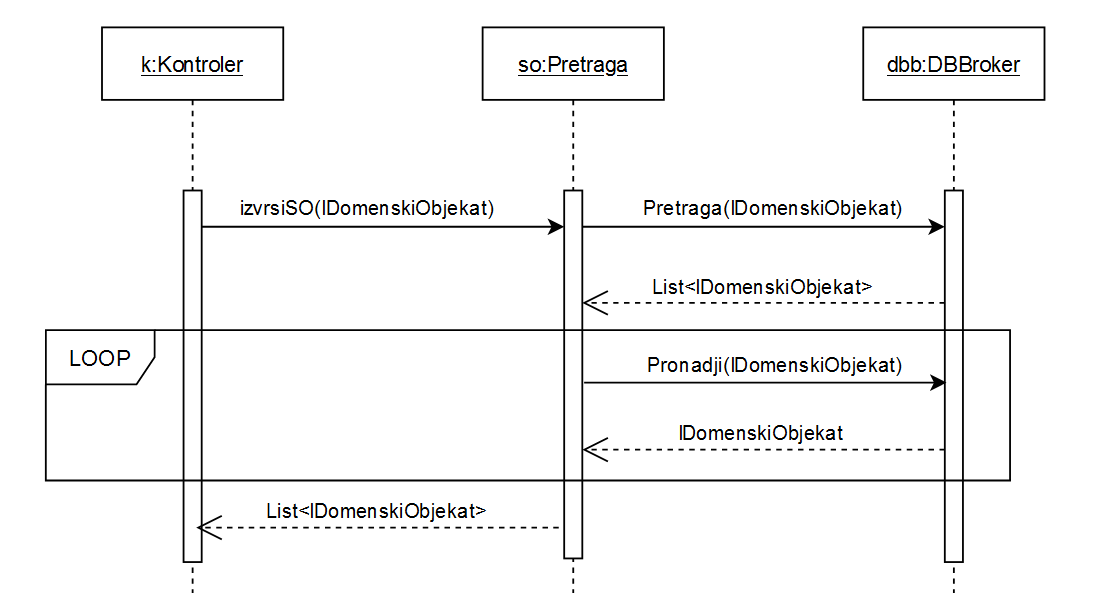 k:Kontroler
so:Pretraga
dbb:DBBroker
izvrsiSO(IDomenskiObjekat)
Pretraga(IDomenskiObjekat)
List<IDomenskiObjekat>
LOOP
Pronadji(IDomenskiObjekat)
IDomenskiObjekat
List<IDomenskiObjekat>